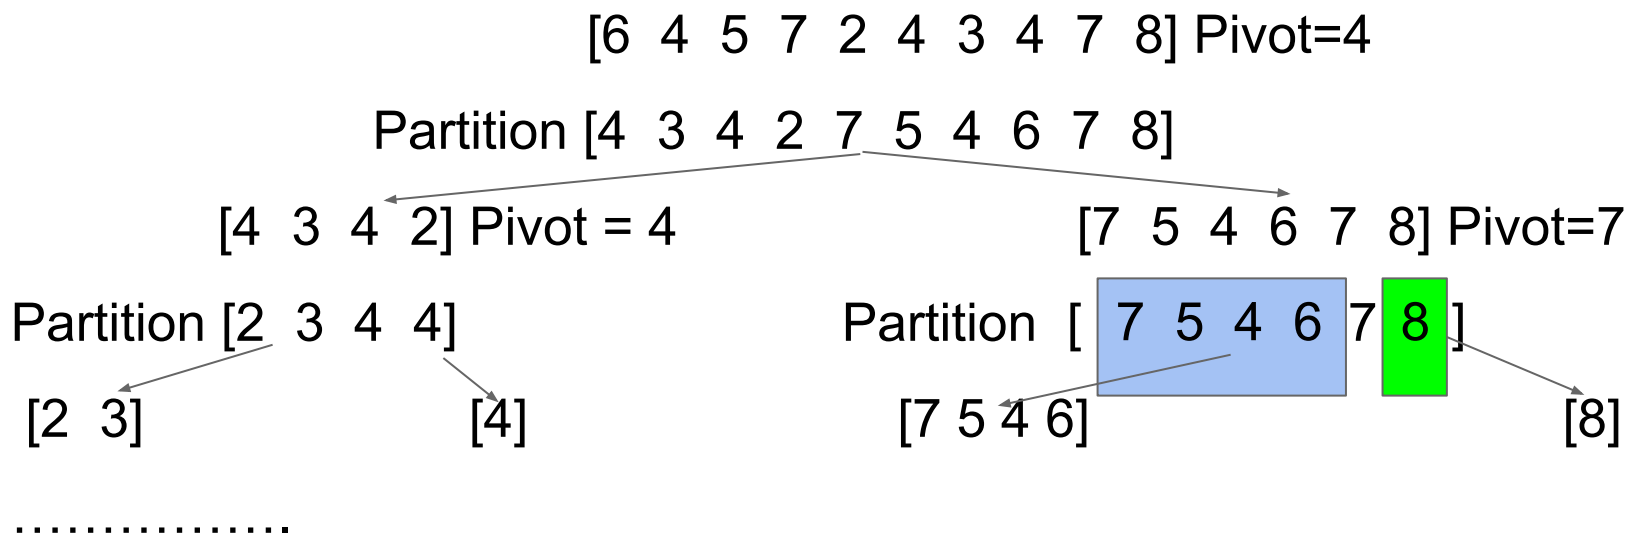 [6 4 5 7 2 4 3 4 7 8] Pivot=4
Partition [4 3 4 2 7 5 4 6 7 8]
[4 3 4 2] Pivot = 4
[7 5 4 6 7 8] Pivot=7
Partition [2 3 4 4]
Partition [ 7 5 4 6 7 8 ]
[2 3]
[4]
[7 5 4 6]
[8]
................